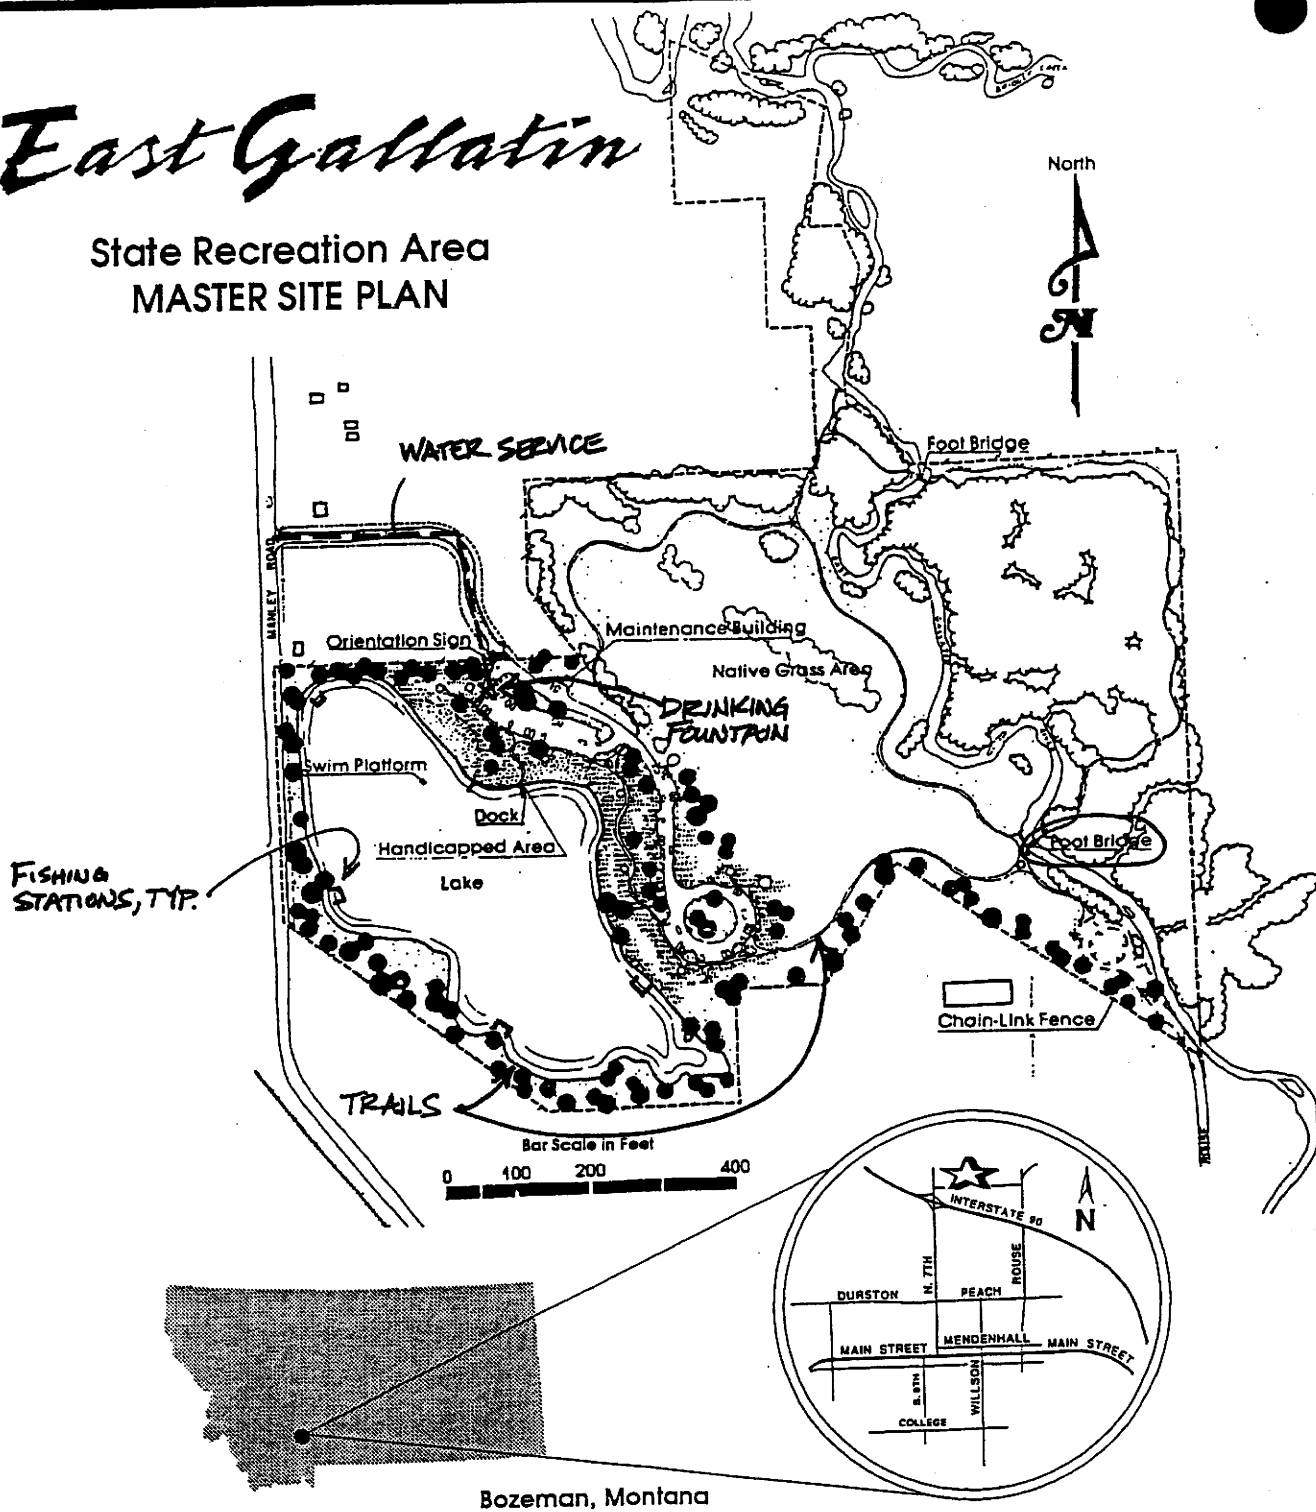 East Gallatin
State Recreation Area
MASTER SITE PLAN
North
N
WATER SERVICE
Foot Bridge
MANLEY ROAD
Orientation Sign
Maintenance Building
Native Grass Area
DRINKING
FOUNTAIN
Swim Platform
Dock
Handicapped Area
Lake
Foot Bridge
FISHING
STATIONS, TYP.
Chain-Link Fence
TRAILS
ROUSE
Bar Scale in Feet
0 100 200 400
INTERSTATE 90
N
N. 7TH
ROUSE
DURSTON
PEACH
MAIN STREET
MENDENHALL
MAIN STREET
S. 8TH
WILLSON
COLLEGE
Bozeman, Montana